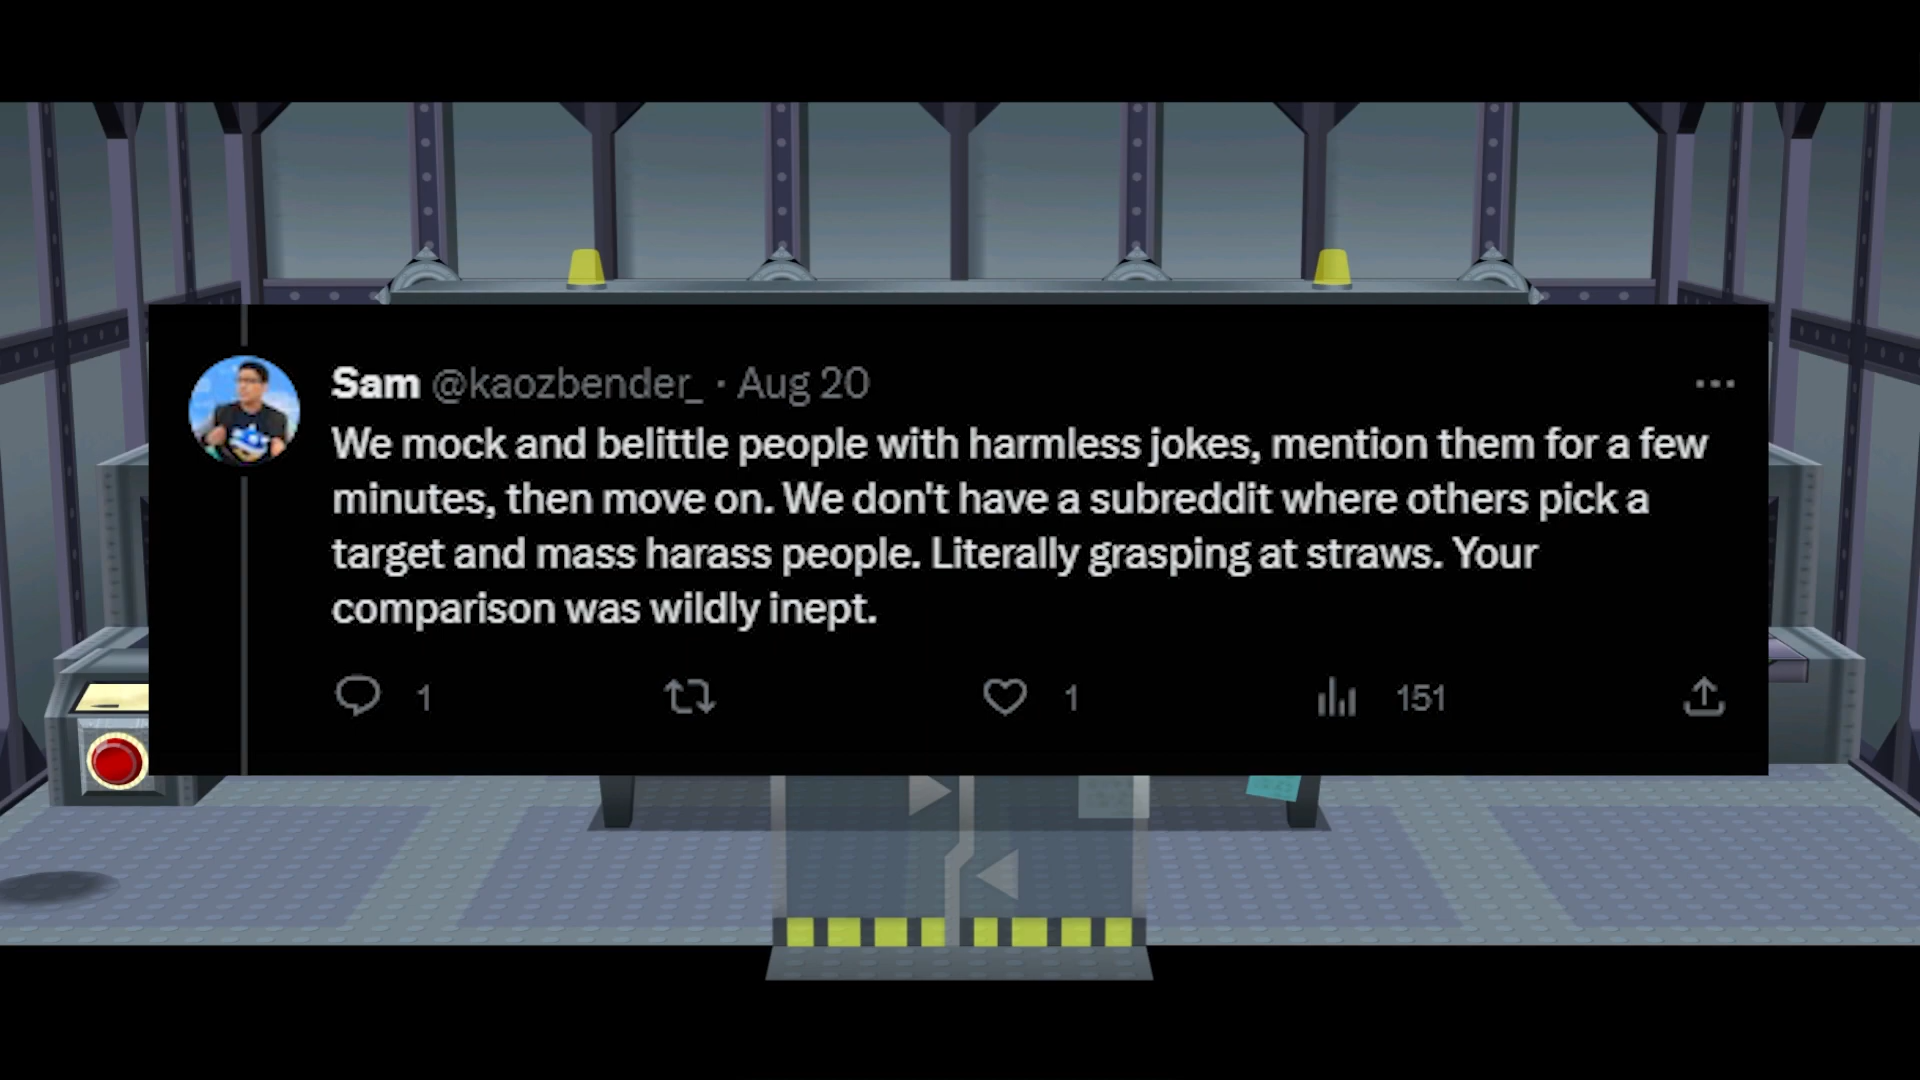 Sam @kaozbender_ · Aug 20
We mock and belittle people with harmless jokes, mention them for a few
minutes, then move on. We don't have a subreddit where others pick a
target and mass harass people. Literally grasping at straws. Your
comparison was wildly inept.
1 1 151